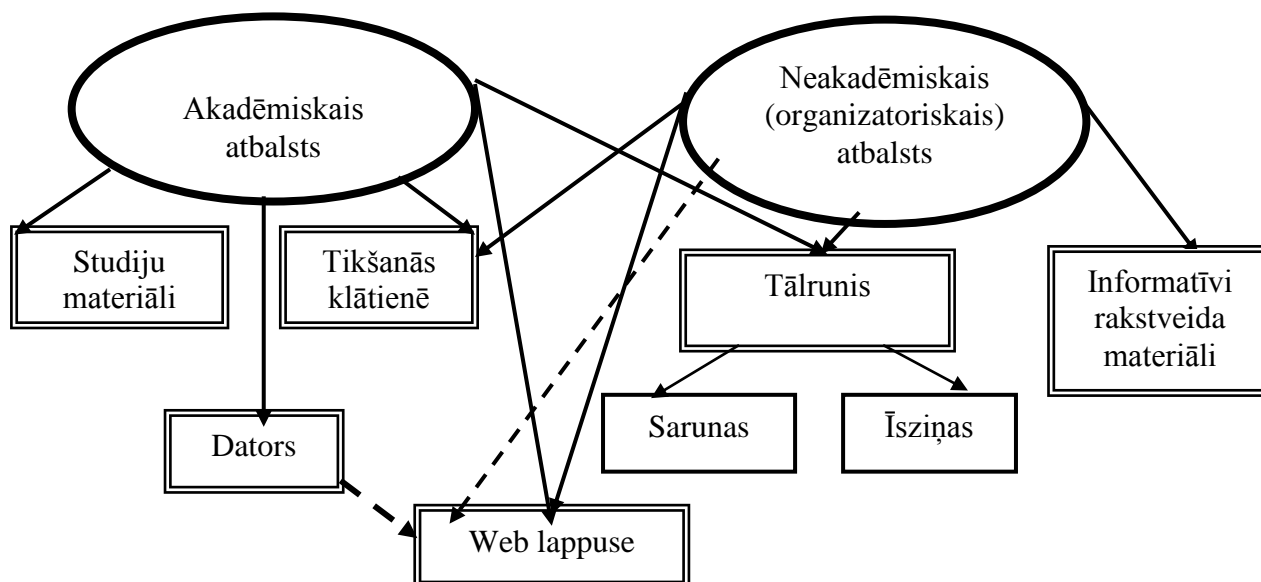 Akadēmiskais
atbalsts
Neakadēmiskais
(organizatoriskais)
atbalsts
Studiju
materiāli
Tikšanās
klātienē
Tālrunis
Informatīvi
rakstveida
materiāli
Sarunas
Īsziņas
Dators
Web lappuse